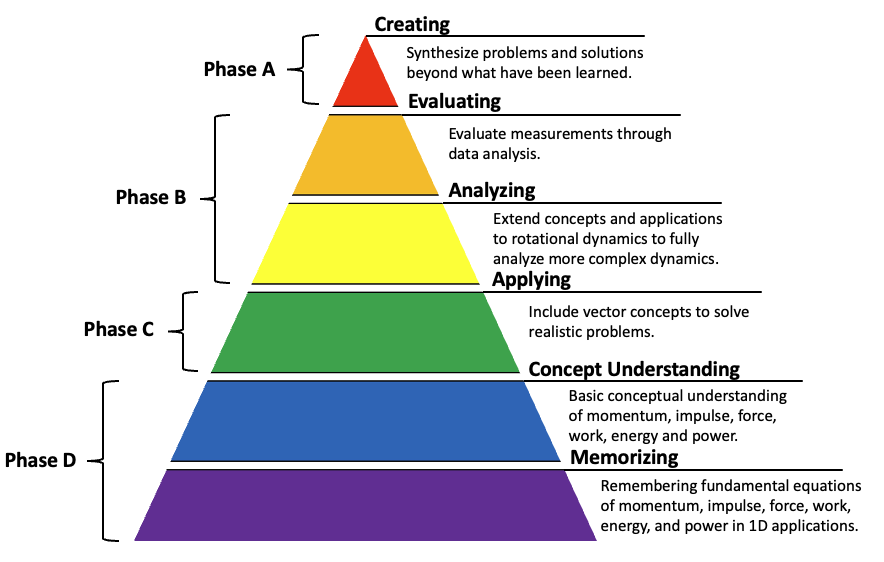 Creating
Synthesize problems and solutions
beyond what have been learned.
Phase A
Evaluating
Evaluate measurements through
data analysis.
Phase B
Analyzing
Extend concepts and applications
to rotational dynamics to fully
analyze more complex dynamics.
Applying
Include vector concepts to solve
realistic problems.
Phase C
Concept Understanding
Basic conceptual understanding
of momentum, impulse, force,
work, energy and power.
Phase D
Memorizing
Remembering fundamental equations
of momentum, impulse, force, work,
energy, and power in 1D applications.